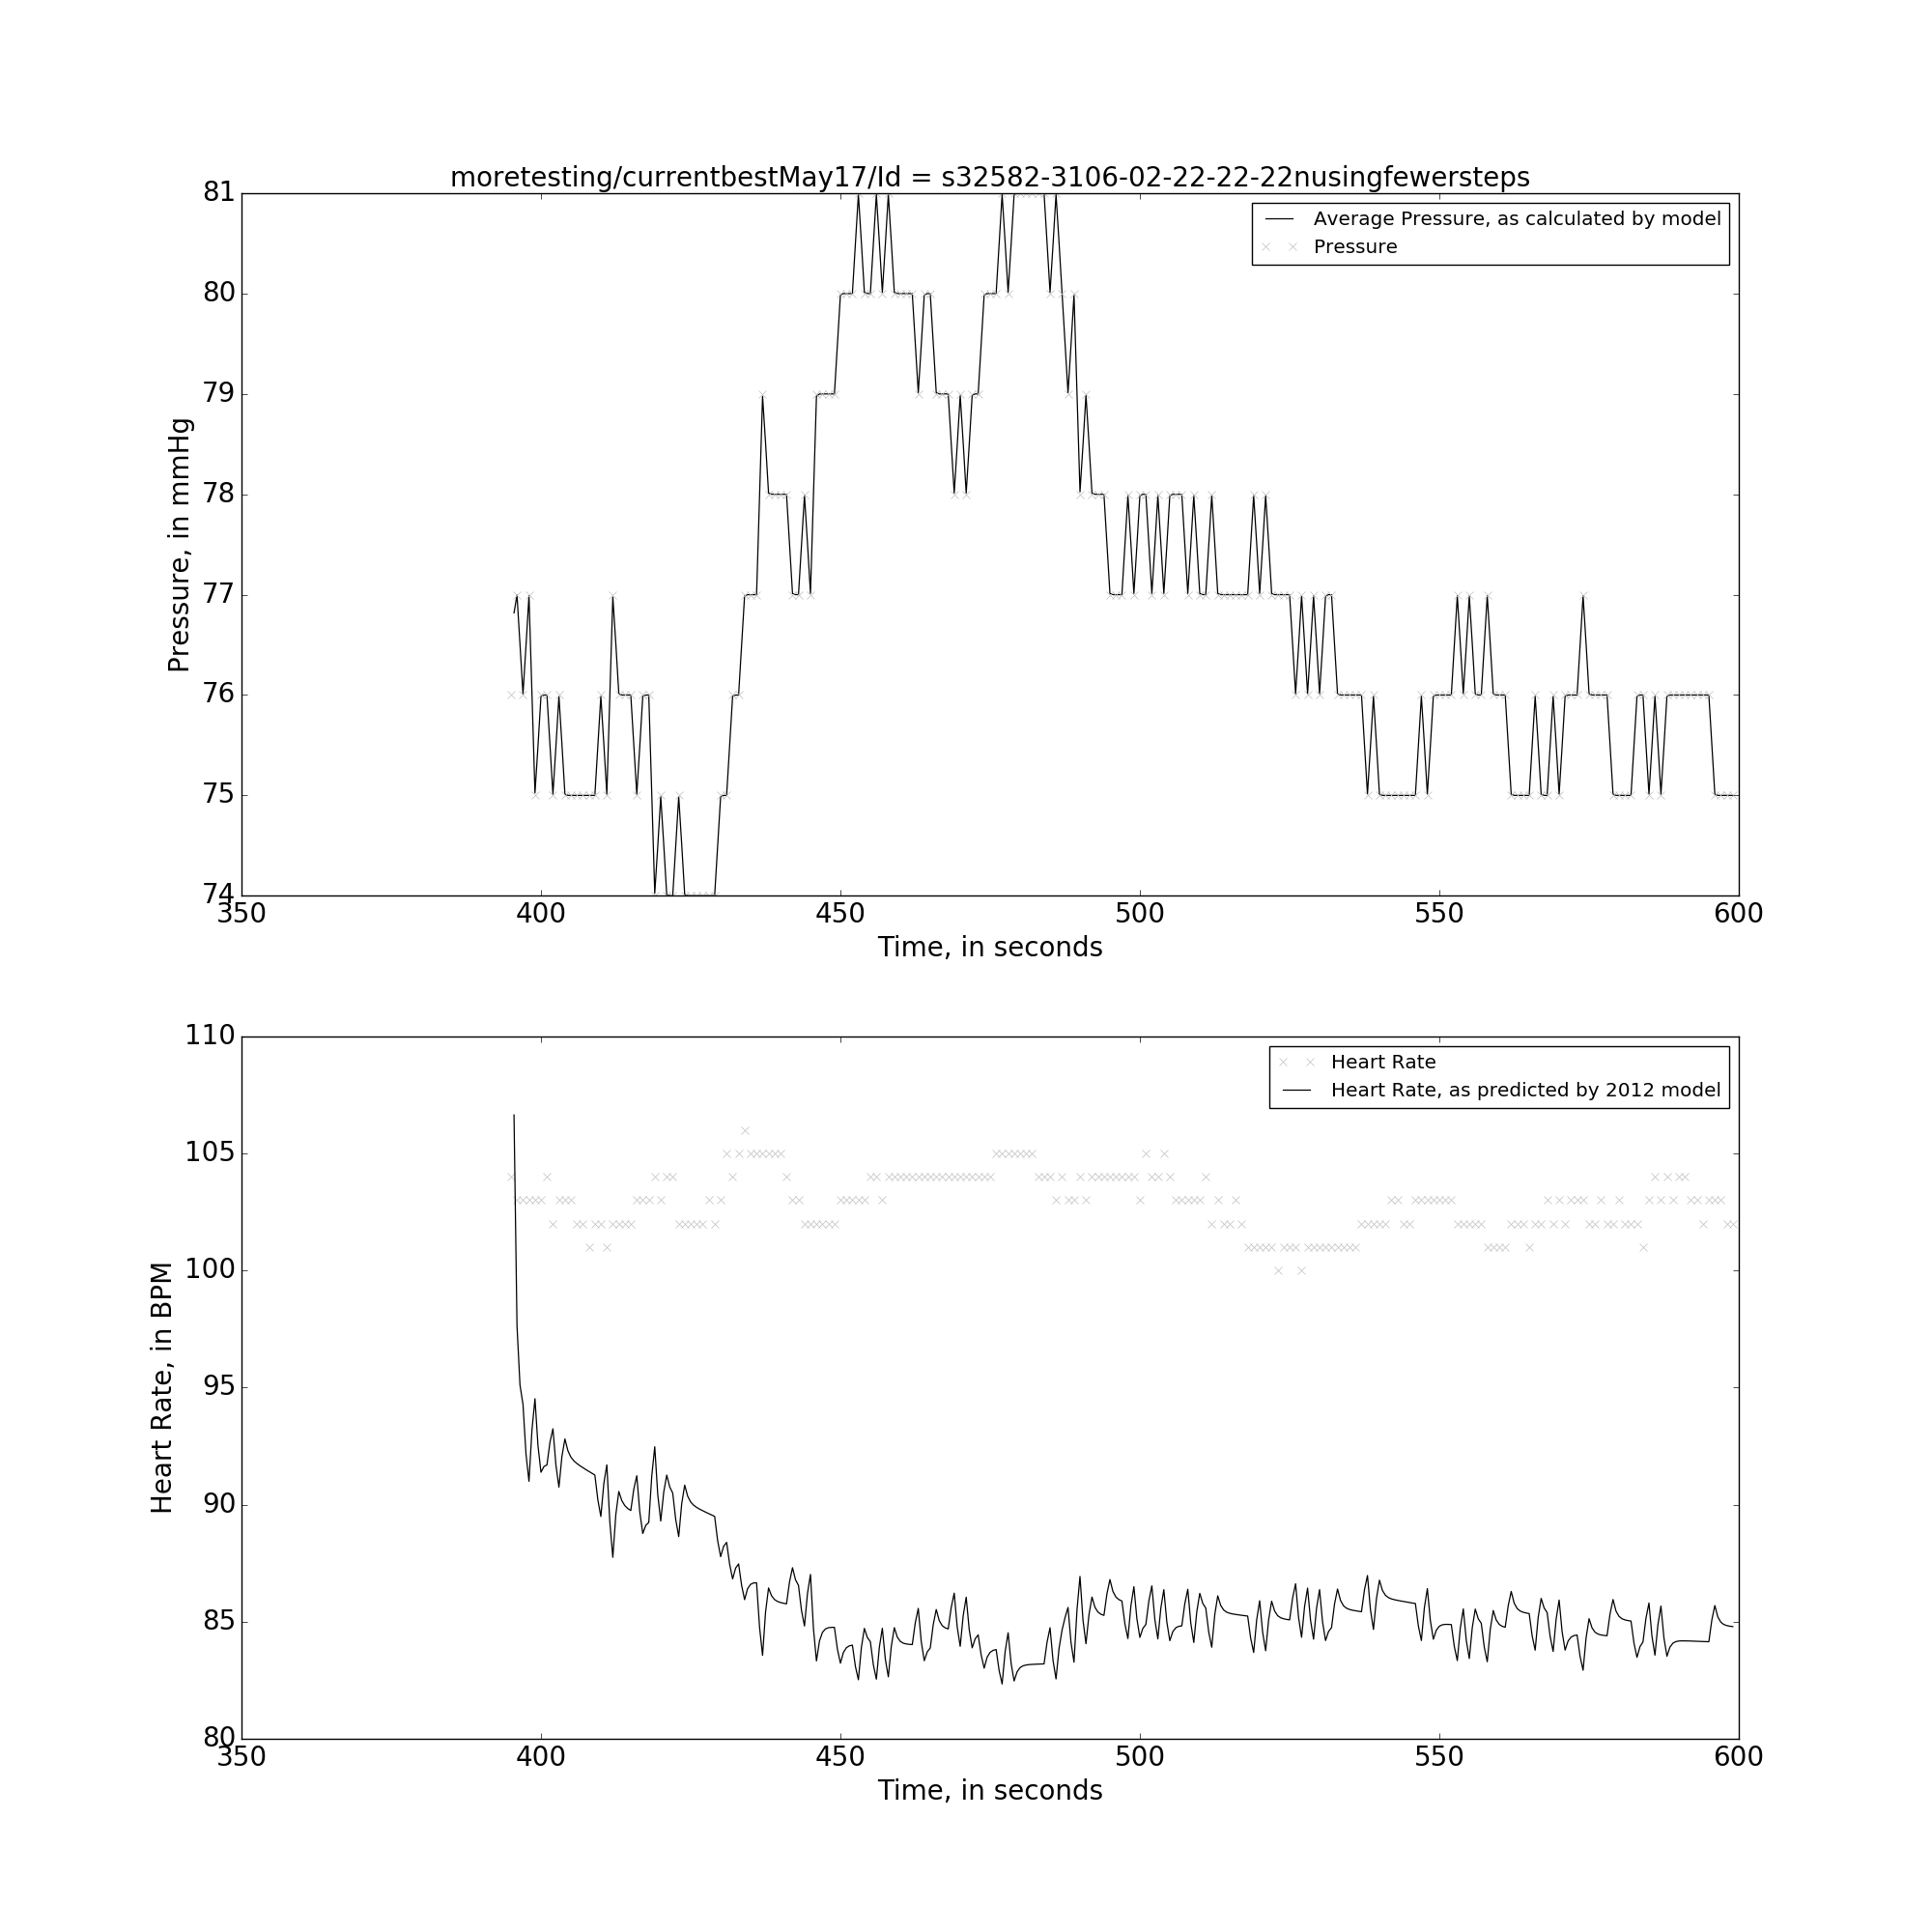 moretesting/currentbestMay17/Id = s32582-3106-02-22-22-22nusingfewersteps
81
80
79
78
77
76
75
74
Pressure, in mmHg
Average Pressure, as calculated by model
Pressure
350 400 450 500 550 600
Time, in seconds
110
105
100
95
90
85
80
Heart Rate, in BPM
Heart Rate
Heart Rate, as predicted by 2012 model
350 400 450 500 550 600
Time, in seconds